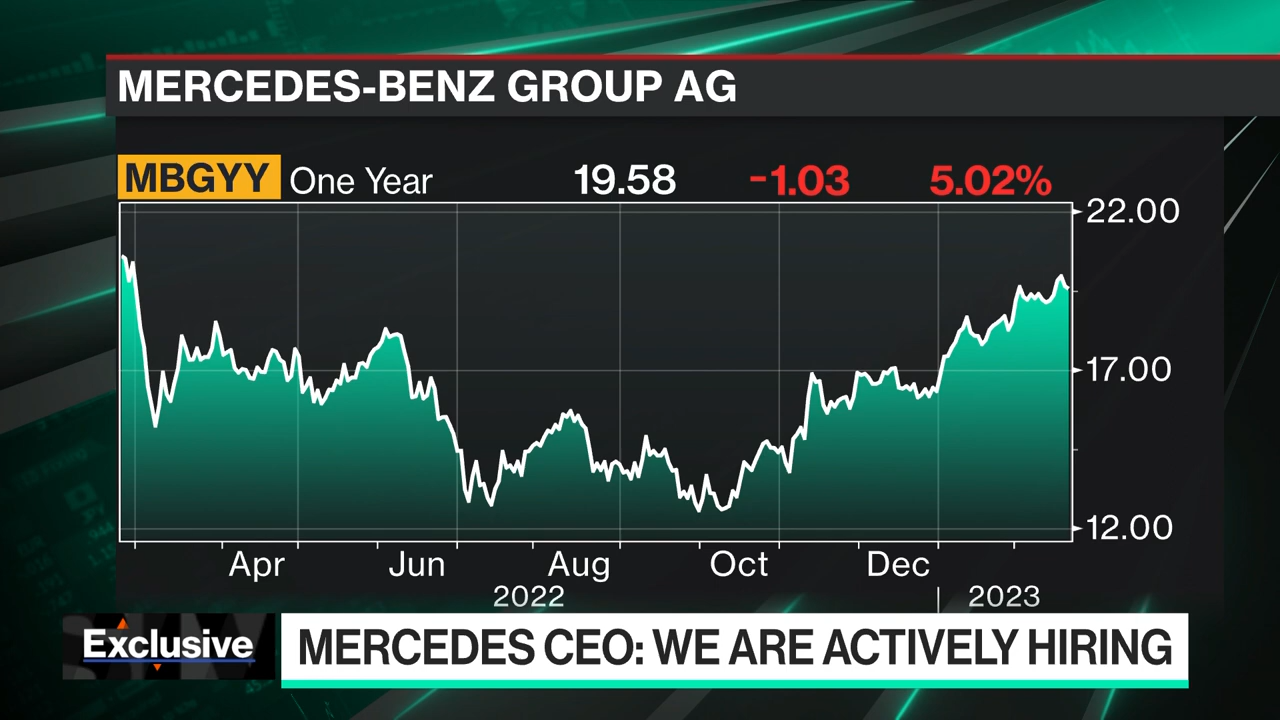 MERCEDES-BENZ GROUP AG
MBGYY One Year 19.58 -1.03 5.02%
22.00
17.00
12.00
Apr Jun Aug Oct Dec
2022 2023
Exclusive
MERCEDES CEO: WE ARE ACTIVELY HIRING